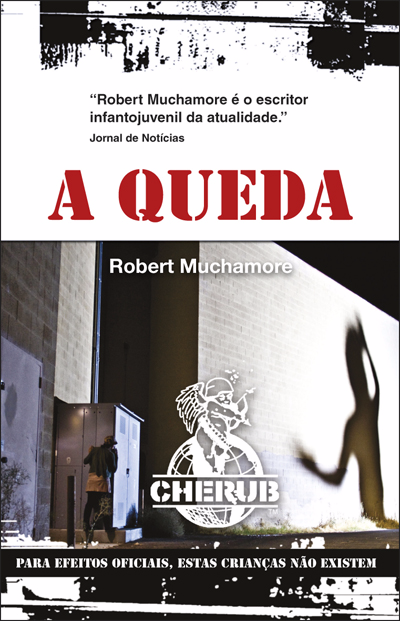 “Robert Muchamore é o escritor
infantojuvenil da atualidade.”
Jornal de Notícias
A QUEDA
Robert Muchamore
CHERUB
TM
PARA EFEITOS OFICIAIS, ESTAS CRIANÇAS NÃO EXISTEM